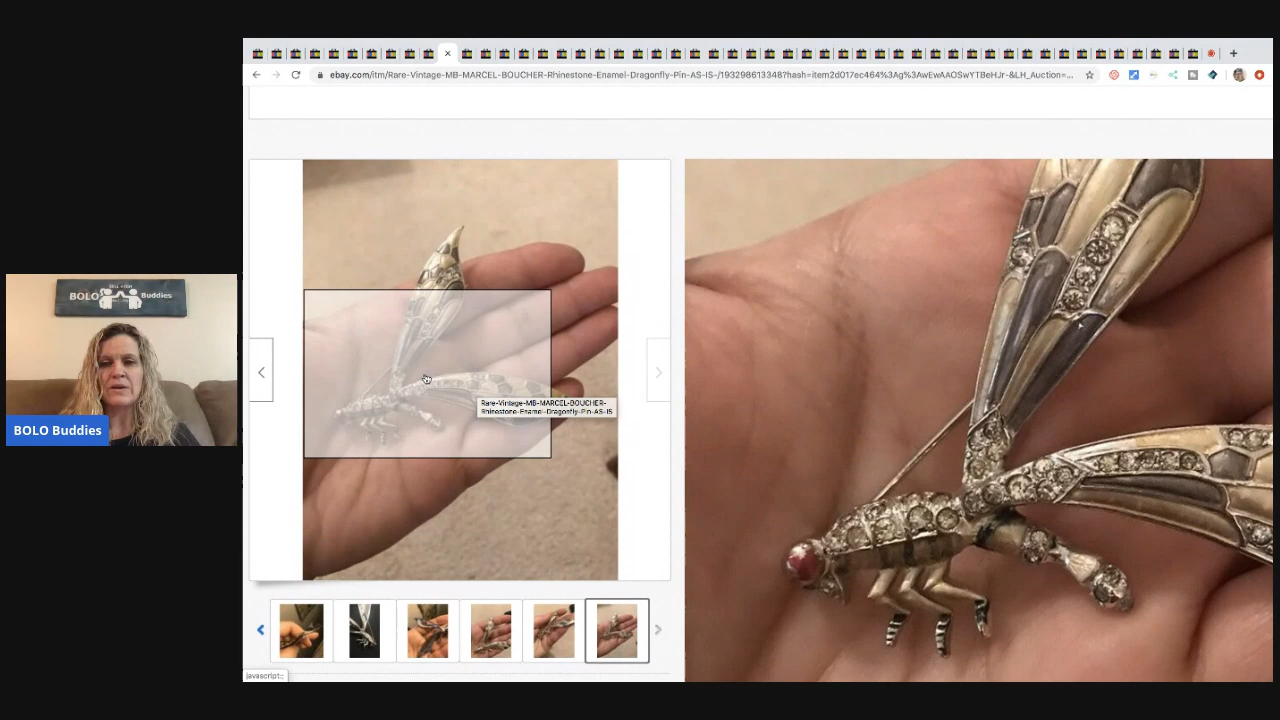 ebay.com/itm/Rare-Vintage-MB-MARCEL-BOUCHER-Rhinestone-Enamel-Dragonfly-Pin-AS-IS-/193298613348?hash=item2d017ec464%3Ag%3AwEwAAOSwYTBeHJr-&LH_Auction=...
BOLO Buddies
BOLO Buddies
Rare-Vintage-MB-MARCEL-BOUCHER-
Rhinestone-Enamel-Dragonfly-Pin-AS-IS
javascript:;